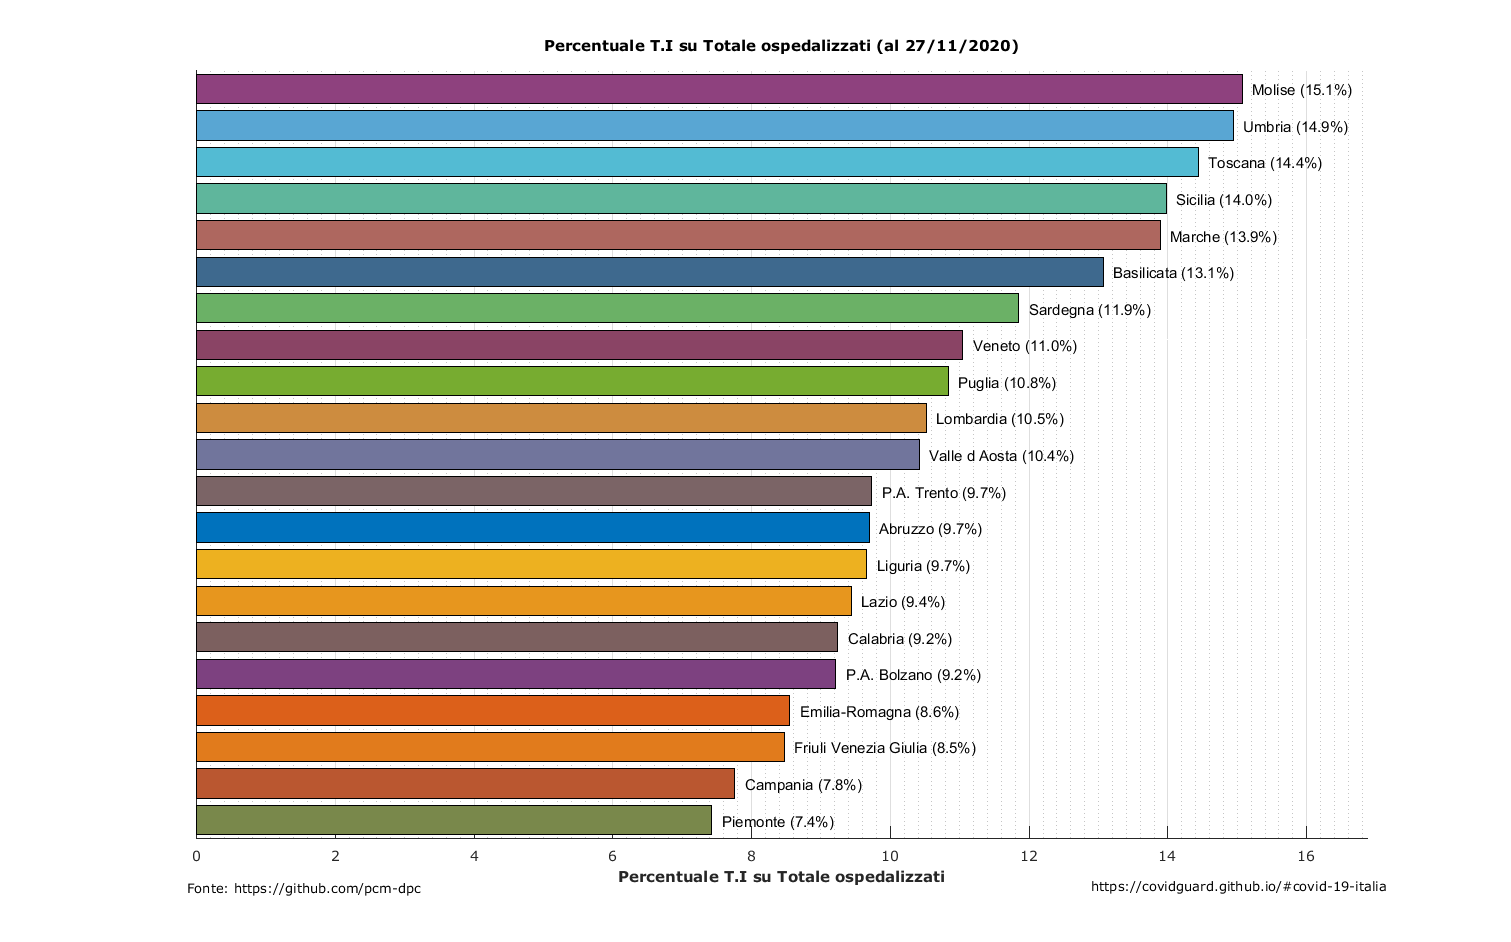 Percentuale T.I su Totale ospedalizzati (al 27/11/2020)
Molise (15.1%)
Umbria (14.9%)
Toscana (14.4%)
Sicilia (14.0%)
Marche (13.9%)
Basilicata (13.1%)
Sardegna (11.9%)
Veneto (11.0%)
Puglia (10.8%)
Lombardia (10.5%)
Valle d Aosta (10.4%)
P.A. Trento (9.7%)
Abruzzo (9.7%)
Liguria (9.7%)
Lazio (9.4%)
Calabria (9.2%)
P.A. Bolzano (9.2%)
Emilia-Romagna (8.6%)
Friuli Venezia Giulia (8.5%)
Campania (7.8%)
Piemonte (7.4%)
0 2 4 6 8 10 12 14 16
Percentuale T.I su Totale ospedalizzati
Fonte: https://github.com/pcm-dpc
https://covidguard.github.io/#covid-19-italia